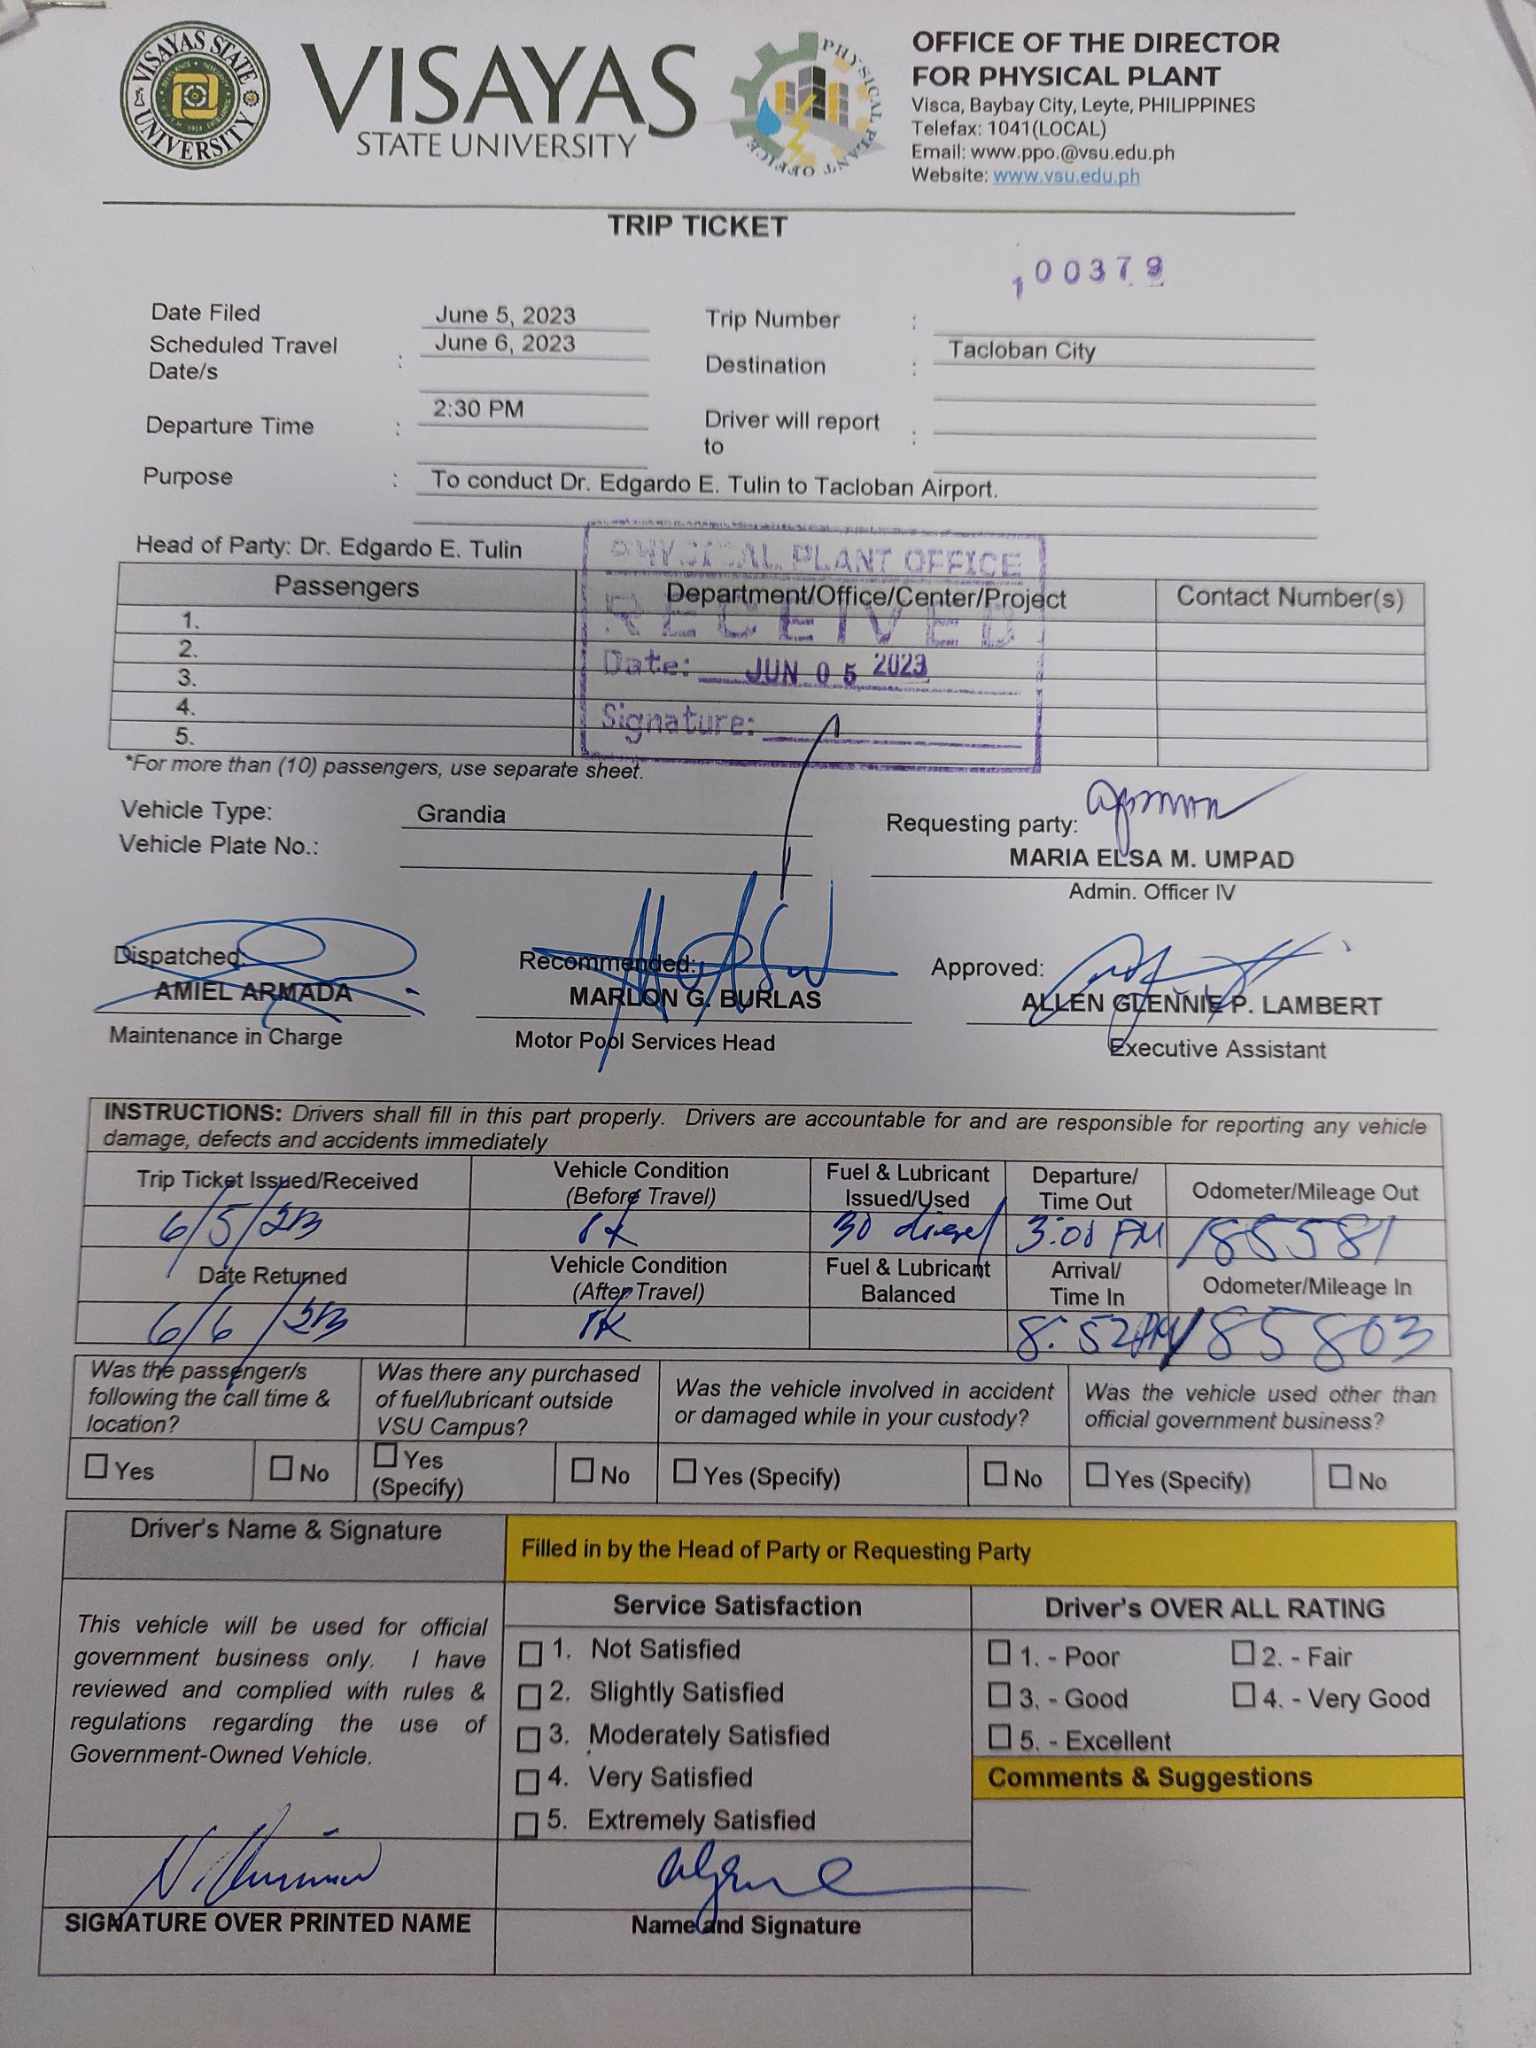 VISAYAS STATE UNIVERSITY
VISAYAS
STATE UNIVERSITY
PHYSICAL PLANT OFFICE
OFFICE OF THE DIRECTOR
FOR PHYSICAL PLANT
Visca, Baybay City, Leyte, PHILIPPINES
Telefax: 1041(LOCAL)
Email: www.ppo.@vsu.edu.ph
Website: www.vsu.edu.ph
TRIP TICKET
100379
Date Filed June 5, 2023 Trip Number :
Scheduled Travel Date/s : June 6, 2023 Destination : Tacloban City
Departure Time : 2:30 PM Driver will report to :
Purpose : To conduct Dr. Edgardo E. Tulin to Tacloban Airport.
Head of Party: Dr. Edgardo E. Tulin
PHYSICAL PLANT OFFICE
RECEIVED
Date: JUN 05 2023
Signature:
Passengers Department/Office/Center/Project Contact Number(s)
1.
2.
3.
4.
5.
*For more than (10) passengers, use separate sheet.
Vehicle Type: Grandia Requesting party:
Vehicle Plate No.: MARIA ELSA M. UMPAD
Admin. Officer IV
Dispatched: Recommended: Approved:
AMIEL ARMADA MARLON G. BURLAS ALLEN GLENNIE P. LAMBERT
Maintenance in Charge Motor Pool Services Head Executive Assistant
INSTRUCTIONS: Drivers shall fill in this part properly. Drivers are accountable for and are responsible for reporting any vehicle
damage, defects and accidents immediately
Trip Ticket Issued/Received Vehicle Condition (Before Travel) Fuel & Lubricant Issued/Used Departure/ Time Out Odometer/Mileage Out
6/5/23 ok 30 diesel 3:01 PM 185581
Date Returned Vehicle Condition (After Travel) Fuel & Lubricant Balanced Arrival/ Time In Odometer/Mileage In
6/6/23 ok 8:52PM 185803
Was the passenger/s following the call time & location? Was there any purchased of fuel/lubricant outside VSU Campus? Was the vehicle involved in accident or damaged while in your custody? Was the vehicle used other than official government business?
Yes No Yes (Specify) No Yes (Specify) No Yes (Specify) No
Driver's Name & Signature Filled in by the Head of Party or Requesting Party
Service Satisfaction Driver's OVER ALL RATING
This vehicle will be used for official
government business only. I have
reviewed and complied with rules &
regulations regarding the use of
Government-Owned Vehicle.
1. Not Satisfied
2. Slightly Satisfied
3. Moderately Satisfied
4. Very Satisfied
5. Extremely Satisfied
1. - Poor 2. - Fair
3. - Good 4. - Very Good
5. - Excellent
Comments & Suggestions
SIGNATURE OVER PRINTED NAME Name and Signature